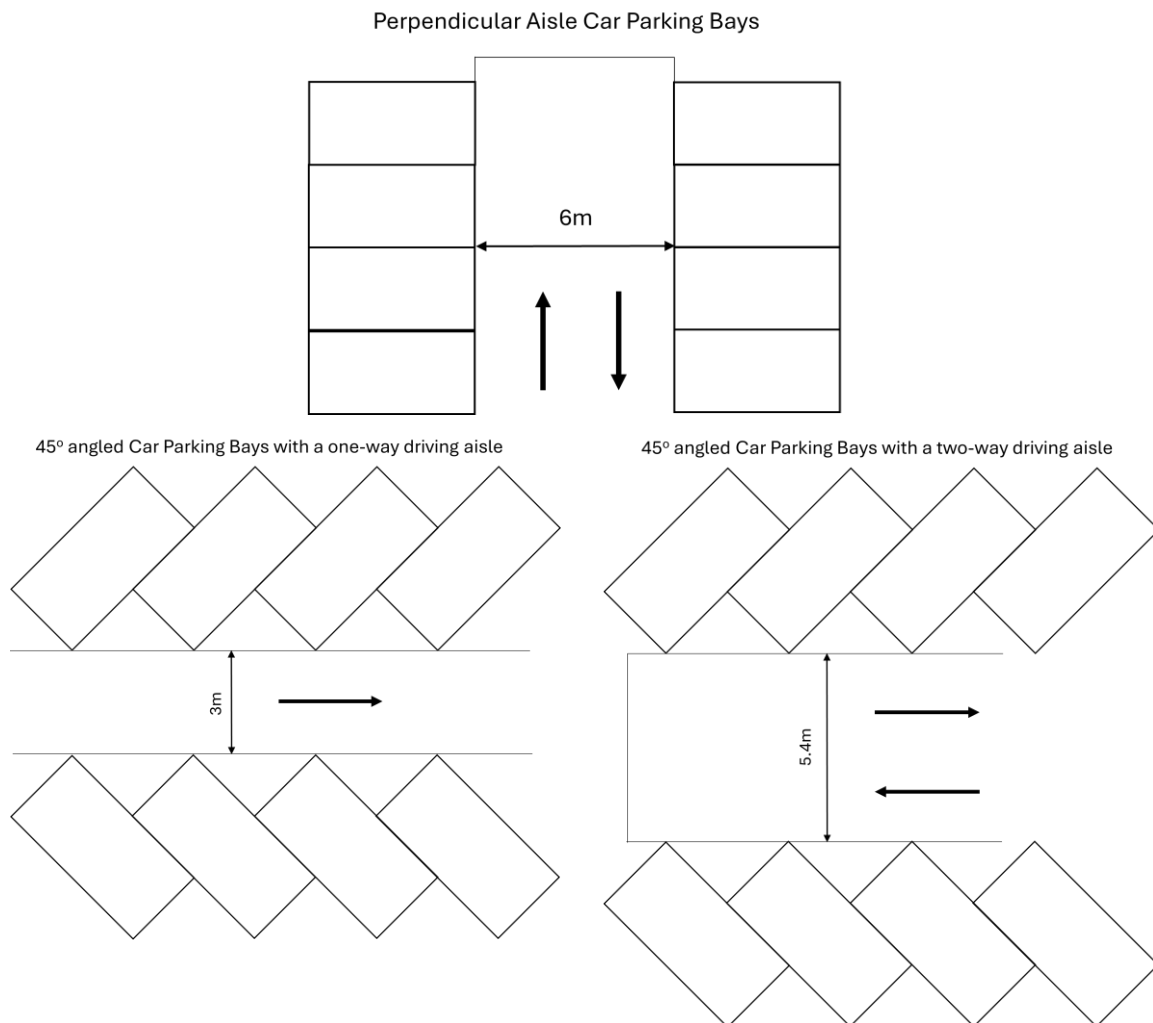 Perpendicular Aisle Car Parking Bays
6m
45º angled Car Parking Bays with a one-way driving aisle
45º angled Car Parking Bays with a two-way driving aisle
3m
5.4m